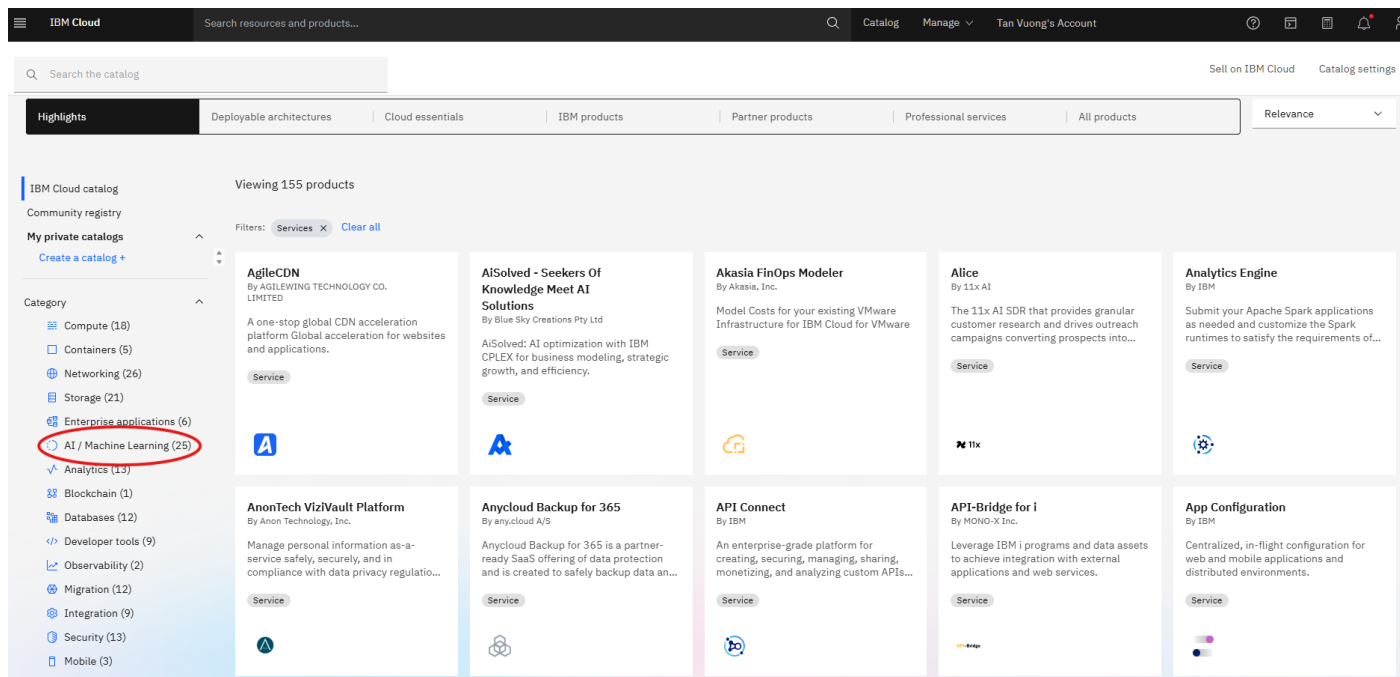 IBM Cloud
Search resources and products...
Catalog
Manage
Tan Vuong's Account
Search the catalog
Sell on IBM Cloud
Catalog settings
Highlights
Deployable architectures
Cloud essentials
IBM products
Partner products
Professional services
All products
Relevance
IBM Cloud catalog
Community registry
My private catalogs
Create a catalog +
Category
Compute (18)
Containers (5)
Networking (26)
Storage (21)
Enterprise applications (6)
AI / Machine Learning (25)
Analytics (13)
Blockchain (1)
Databases (12)
Developer tools (9)
Observability (2)
Migration (12)
Integration (9)
Security (13)
Mobile (3)
Viewing 155 products
Filters:
Services
Clear all
AgileCDN
By AGILEWING TECHNOLOGY CO.
LIMITED
A one-stop global CDN acceleration
platform Global acceleration for websites
and applications.
Service
AiSolved - Seekers Of
Knowledge Meet AI
Solutions
By Blue Sky Creations Pty Ltd
AiSolved: AI optimization with IBM
CPLEX for business modeling, strategic
growth, and efficiency.
Service
Akasia FinOps Modeler
By Akasia, Inc.
Model Costs for your existing VMware
Infrastructure for IBM Cloud for VMware
Service
Alice
By 11x AI
The 11x AI SDR that provides granular
customer research and drives outreach
campaigns converting prospects into...
Service
11x
Analytics Engine
By IBM
Submit your Apache Spark applications
as needed and customize the Spark
runtimes to satisfy the requirements of...
Service
AnonTech ViziVault Platform
By Anon Technology, Inc.
Manage personal information as-a-
service safely, securely, and in
compliance with data privacy regulatio...
Service
Anycloud Backup for 365
By any.cloud A/S
Anycloud Backup for 365 is a partner-
ready SaaS offering of data protection
and is created to safely backup data an...
Service
API Connect
By IBM
An enterprise-grade platform for
creating, securing, managing, sharing,
monetizing, and analyzing custom APIs...
Service
API-Bridge for i
By MONO-X Inc.
Leverage IBM i programs and data assets
to achieve integration with external
applications and web services.
Service
API-Bridge
App Configuration
By IBM
Centralized, in-flight configuration for
web and mobile applications and
distributed environments.
Service